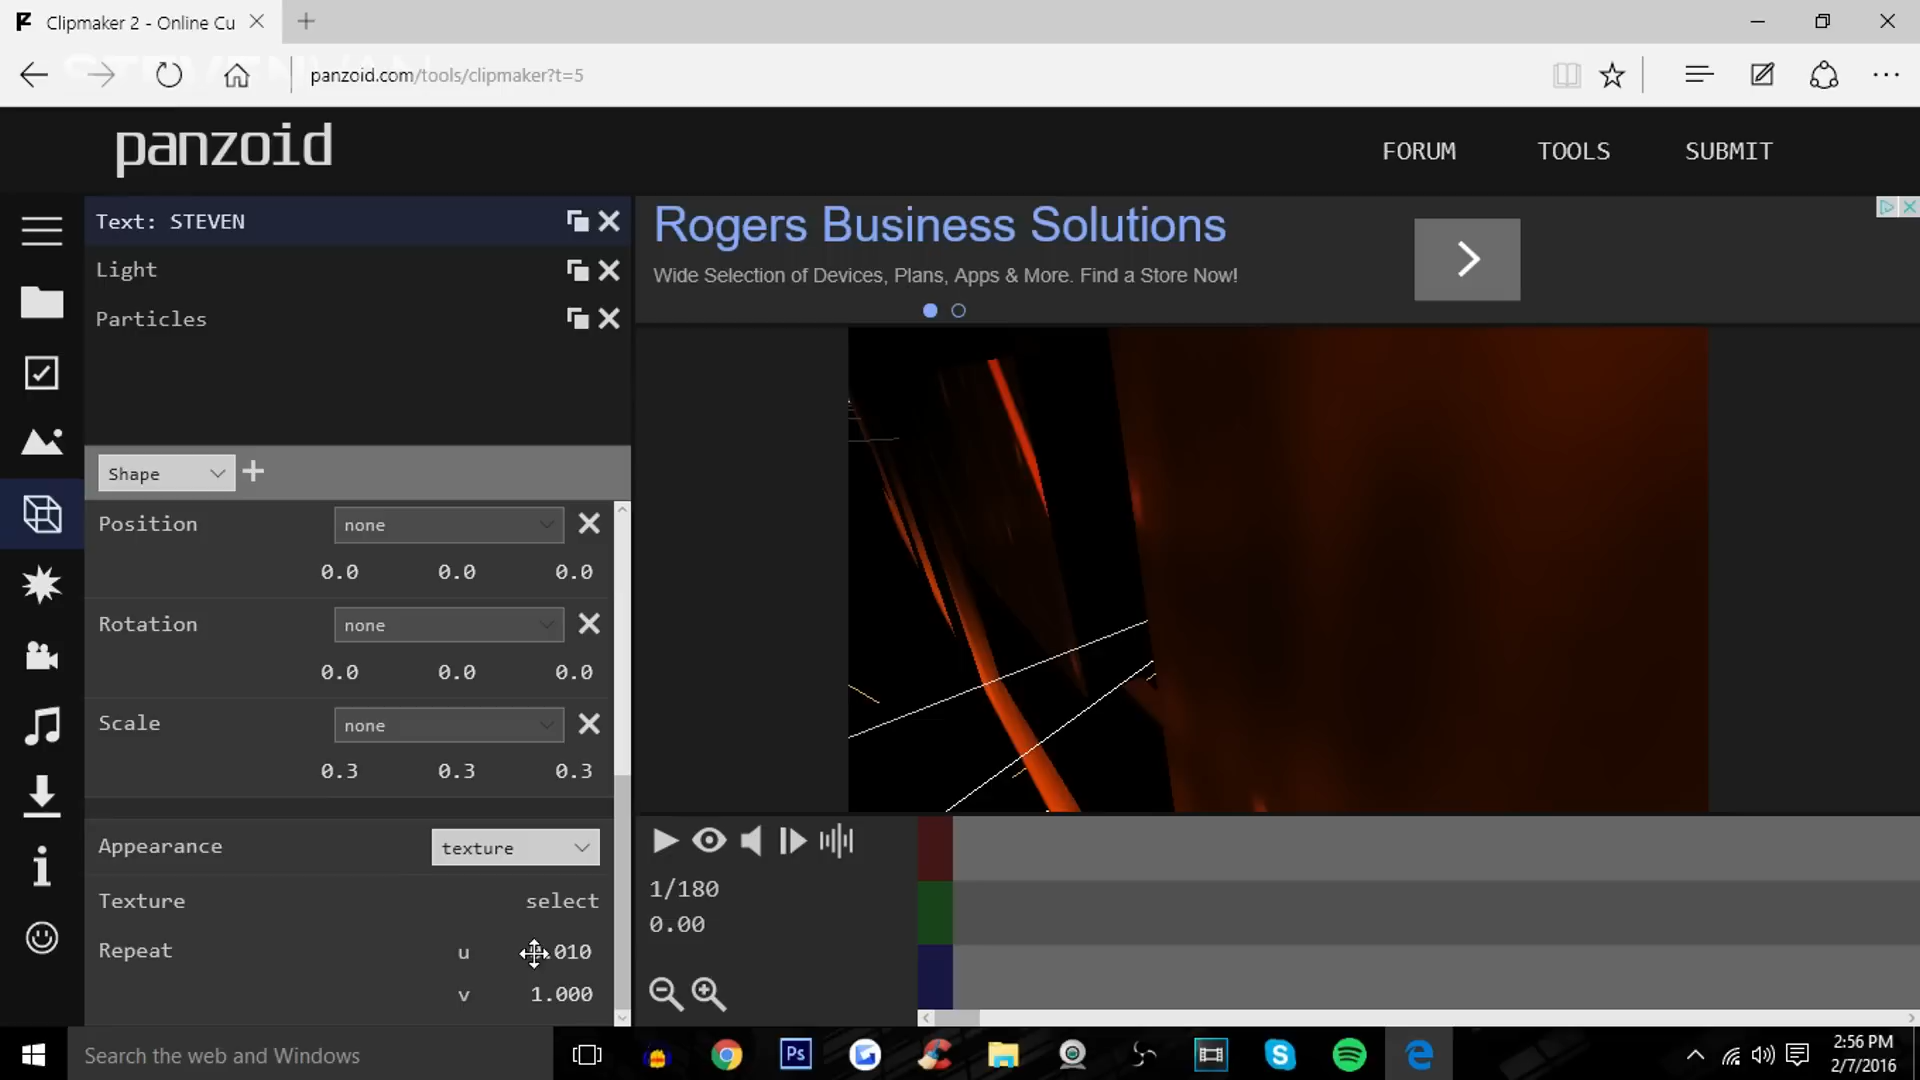 Clipmaker 2 - Online Cu
panzoid.com/tools/clipmaker?t=5
panzoid
FORUM
TOOLS
SUBMIT
Text: STEVEN
Light
Particles
Rogers Business Solutions
Wide Selection of Devices, Plans, Apps & More. Find a Store Now!
Shape
Position
none
0.0 0.0 0.0
Rotation
none
0.0 0.0 0.0
Scale
none
0.3 0.3 0.3
Appearance
texture
Texture
select
Repeat
u
.010
v
1.000
1/180
0.00
Search the web and Windows
Ps
2:56 PM
2/7/2016